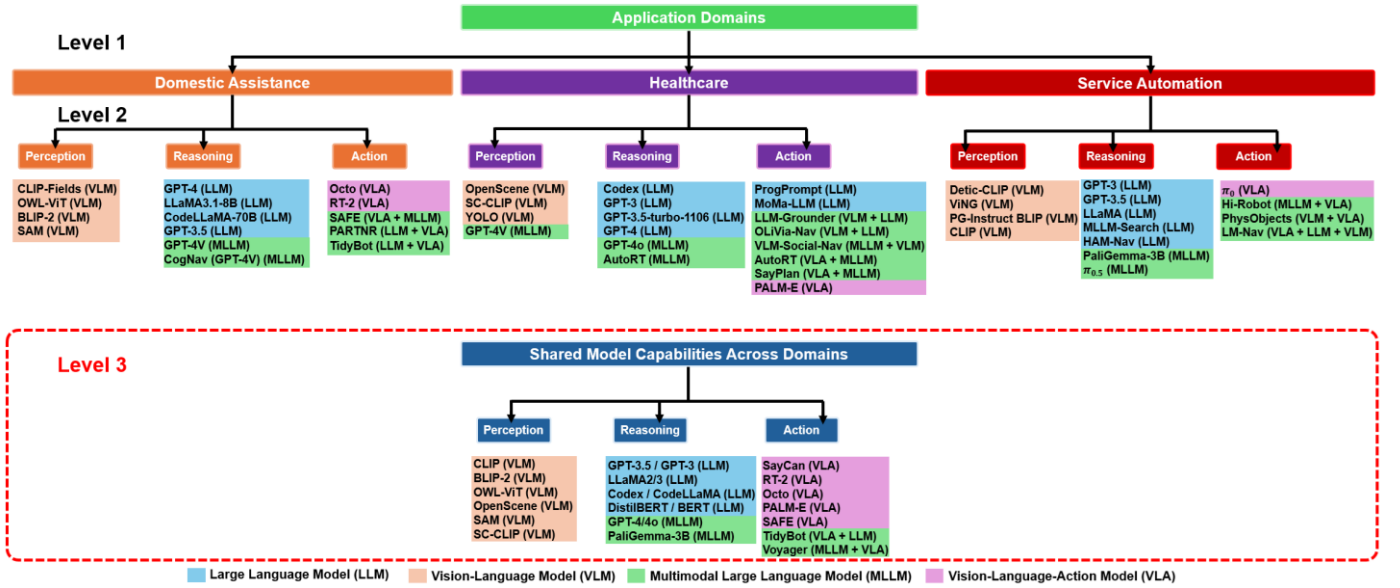 Application Domains
Level 1
Domestic Assistance
Healthcare
Service Automation
Level 2
Perception
Reasoning
Action
CLIP-Fields (VLM)
OWL-ViT (VLM)
BLIP-2 (VLM)
SAM (VLM)
GPT-4 (LLM)
LLaMA3.1-8B (LLM)
CodeLLaMA-70B (LLM)
GPT-3.5 (LLM)
GPT-4V (MLLM)
CogNav (GPT-4V) (MLLM)
Octo (VLA)
RT-2 (VLA)
SAFE (VLA + MLLM)
PARTNR (LLM + VLA)
TidyBot (LLM + VLA)
Perception
Reasoning
Action
OpenScene (VLM)
SC-CLIP (VLM)
YOLO (VLM)
GPT-4V (MLLM)
Codex (LLM)
GPT-3 (LLM)
GPT-3.5-turbo-1106 (LLM)
GPT-4 (LLM)
GPT-4o (MLLM)
AutoRT (MLLM)
ProgPrompt (LLM)
MoMa-LLM (LLM)
LLM-Grounder (VLM + LLM)
OLiVia-Nav (VLM + LLM)
VLM-Social-Nav (MLLM + VLM)
AutoRT (VLA + MLLM)
SayPlan (VLA + MLLM)
PALM-E (VLA)
Perception
Reasoning
Action
Detic-CLIP (VLM)
ViNG (VLM)
PG-Instruct BLIP (VLM)
CLIP (VLM)
GPT-3 (LLM)
GPT-3.5 (LLM)
LLaMA (LLM)
MLLM-Search (LLM)
HAM-Nav (LLM)
PaliGemma-3B (MLLM)
π0.5 (MLLM)
π0 (VLA)
Hi-Robot (MLLM + VLA)
PhysObjects (VLM + VLA)
LM-Nav (VLA + LLM + VLM)
Level 3
Shared Model Capabilities Across Domains
Perception
Reasoning
Action
CLIP (VLM)
BLIP-2 (VLM)
OWL-ViT (VLM)
OpenScene (VLM)
SAM (VLM)
SC-CLIP (VLM)
GPT-3.5 / GPT-3 (LLM)
LLaMA2/3 (LLM)
Codex / CodeLLaMA (LLM)
DistilBERT / BERT (LLM)
GPT-4/4o (MLLM)
PaliGemma-3B (MLLM)
SayCan (VLA)
RT-2 (VLA)
Octo (VLA)
PALM-E (VLA)
SAFE (VLA)
TidyBot (VLA + LLM)
Voyager (MLLM + VLA)
Large Language Model (LLM)
Vision-Language Model (VLM)
Multimodal Large Language Model (MLLM)
Vision-Language-Action Model (VLA)